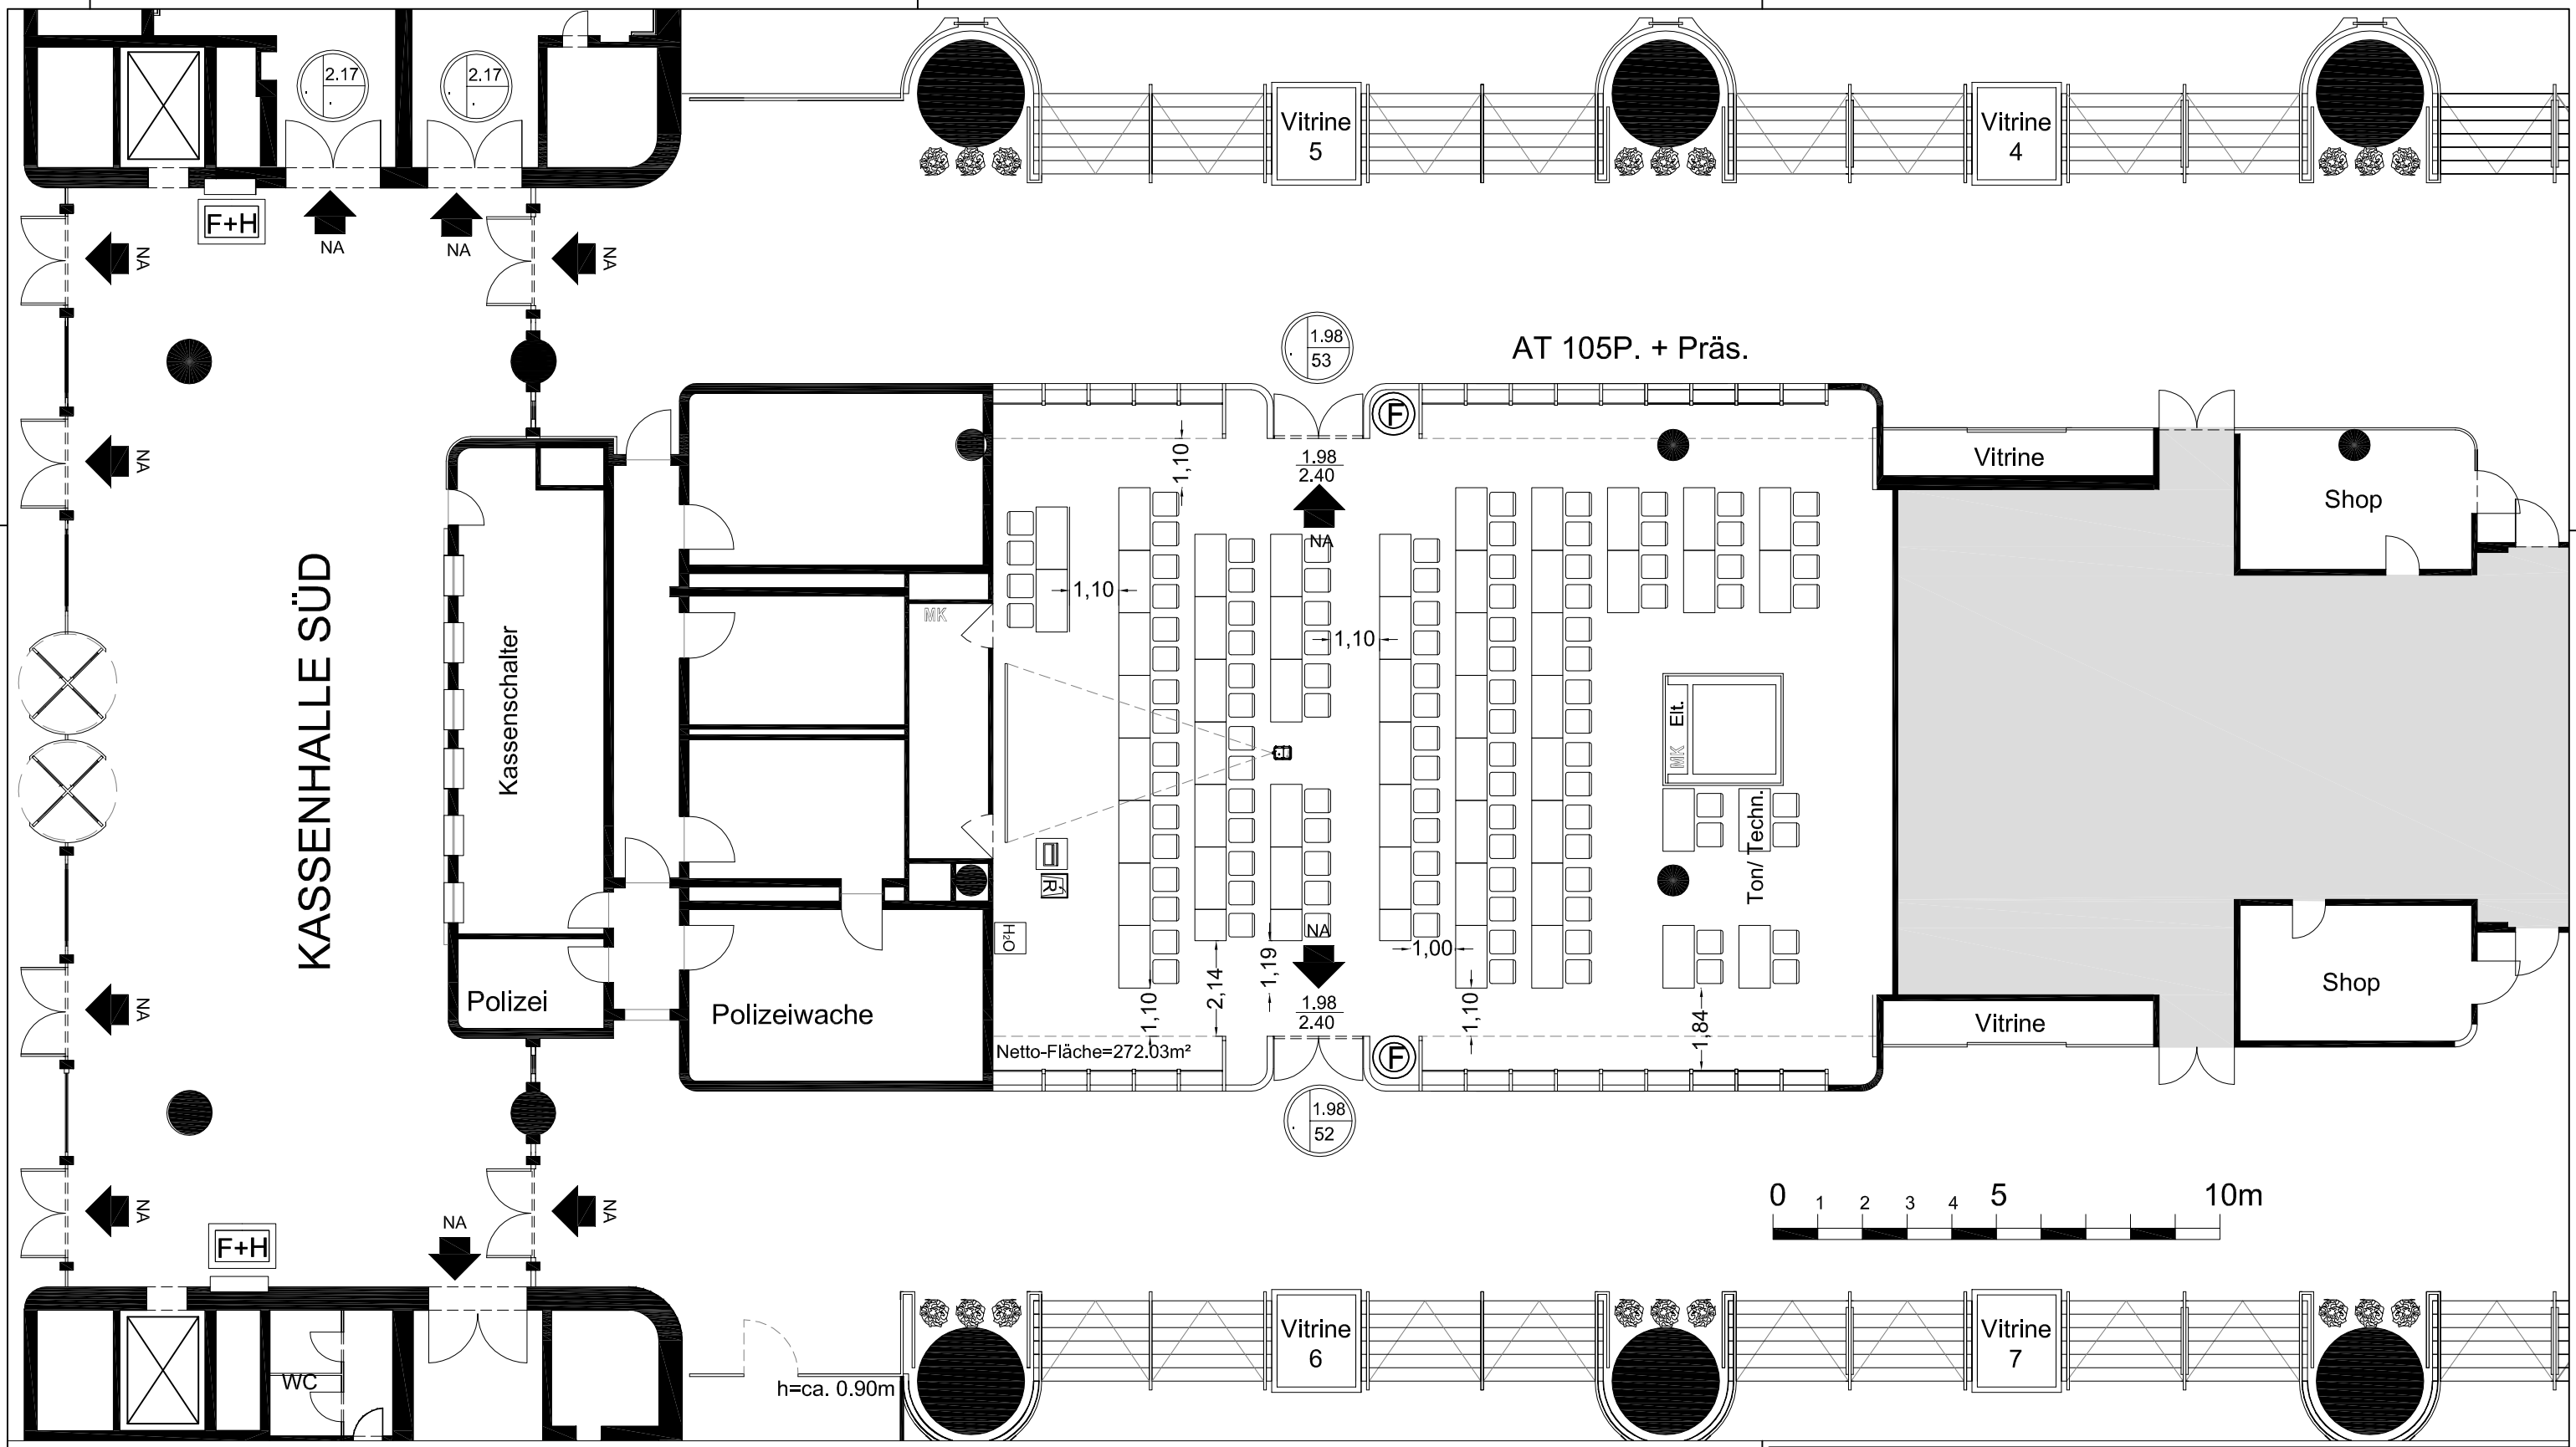 2.17
2.17
Vitrine
5
Vitrine
4
F+H
NA
NA
NA
NA
1.98
53
AT 105P. + Präs.
F
1.98
2.40
NA
1,10
Vitrine
Shop
NA
KASSENHALLE SÜD
Kassenschalter
MK
1,10
1,10
MK Elt.
Ton/ Techn.
R
H₂O
NA
1.98
2.40
1,10
2,14
1,19
1,00
1,10
1,84
Polizei
Polizeiwache
Netto-Fläche=272.03m²
F
Vitrine
Shop
NA
1.98
52
NA
NA
NA
F+H
0 1 2 3 4 5 10m
WC
h=ca. 0.90m
Vitrine
6
Vitrine
7